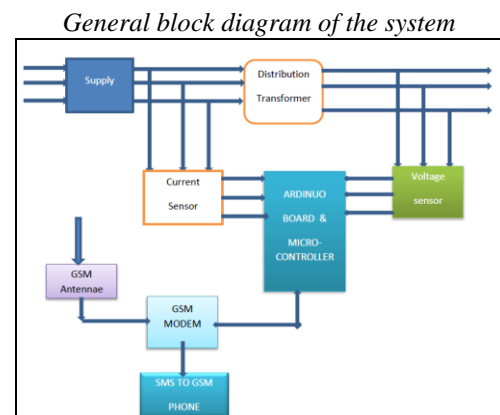 General block diagram of the system
Supply
Distribution
Transformer
Current
Sensor
ARDINUO
BOARD &
MICRO-
CONTROLLER
Voltage
sensor
GSM
Antennae
GSM
MODEM
SMS TO GSM
PHONE